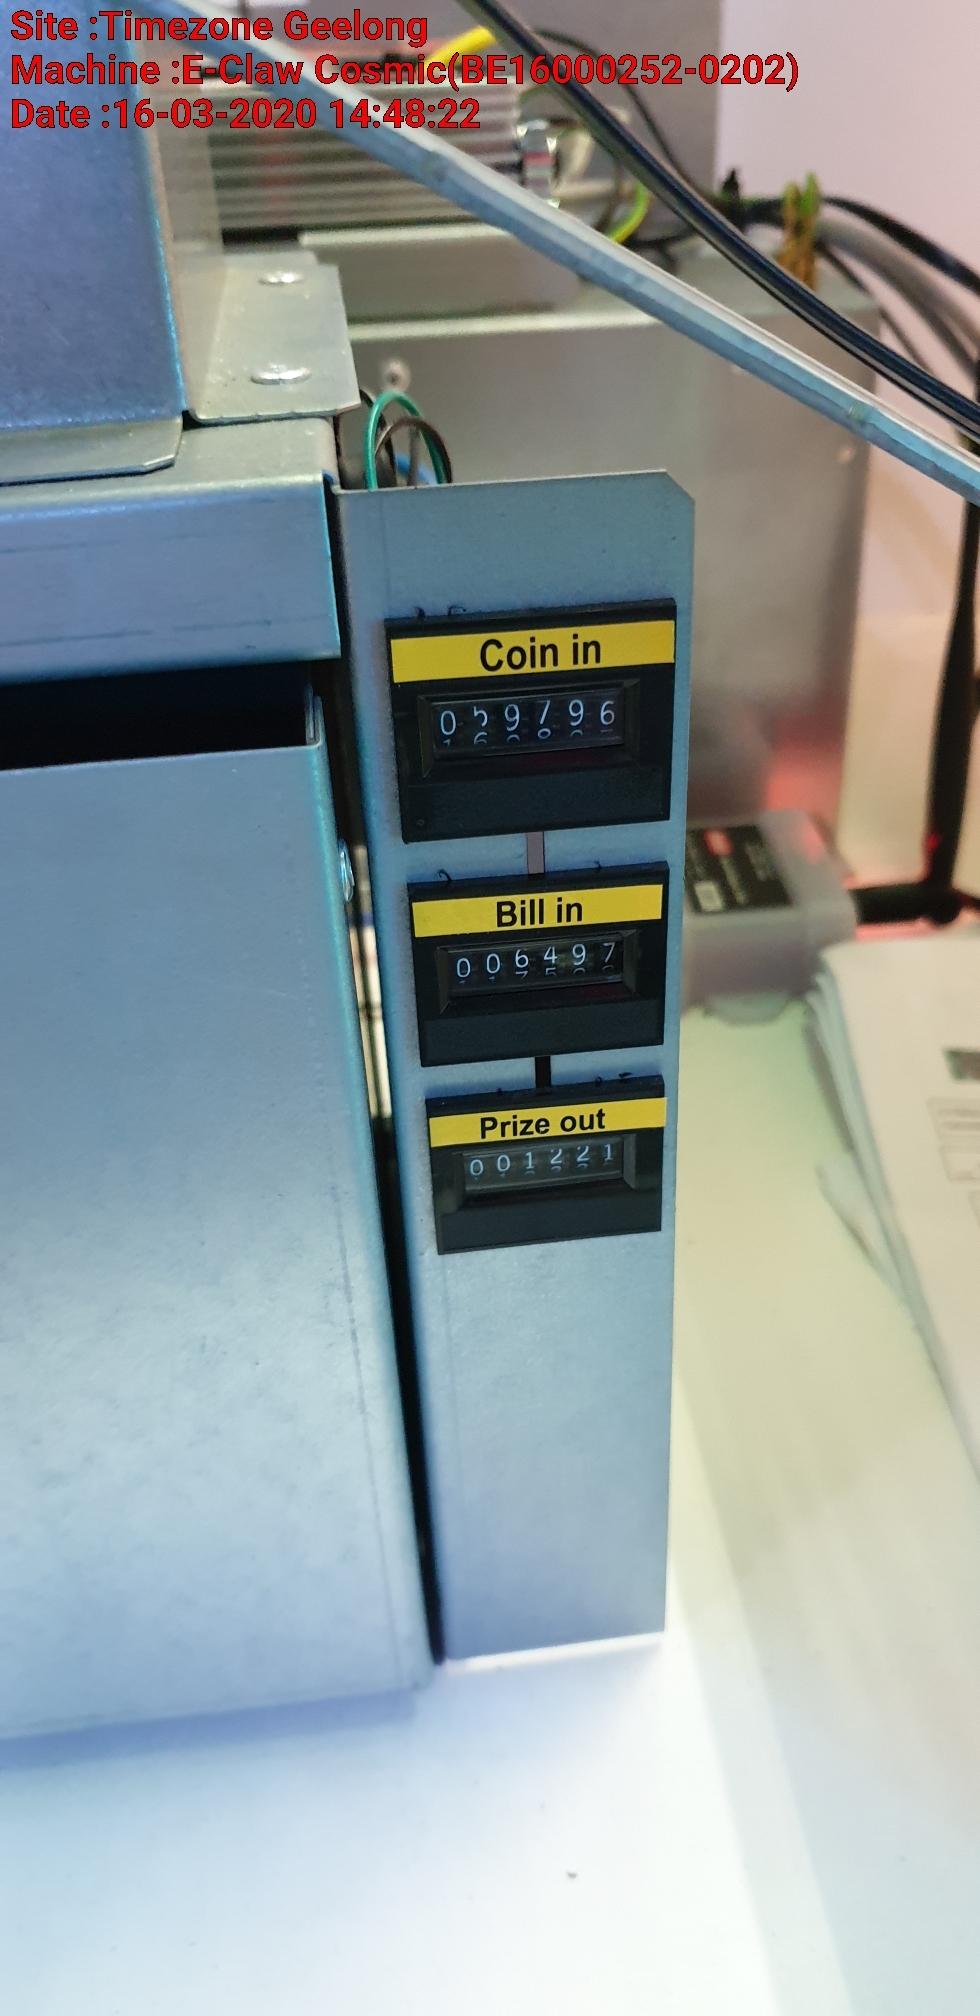 Site :Timezone Geelong
Machine :E-Claw Cosmic(BE16000252-0202)
Date :16-03-2020 14:48:22
Coin in
059796
Bill in
006497
Prize out
001221